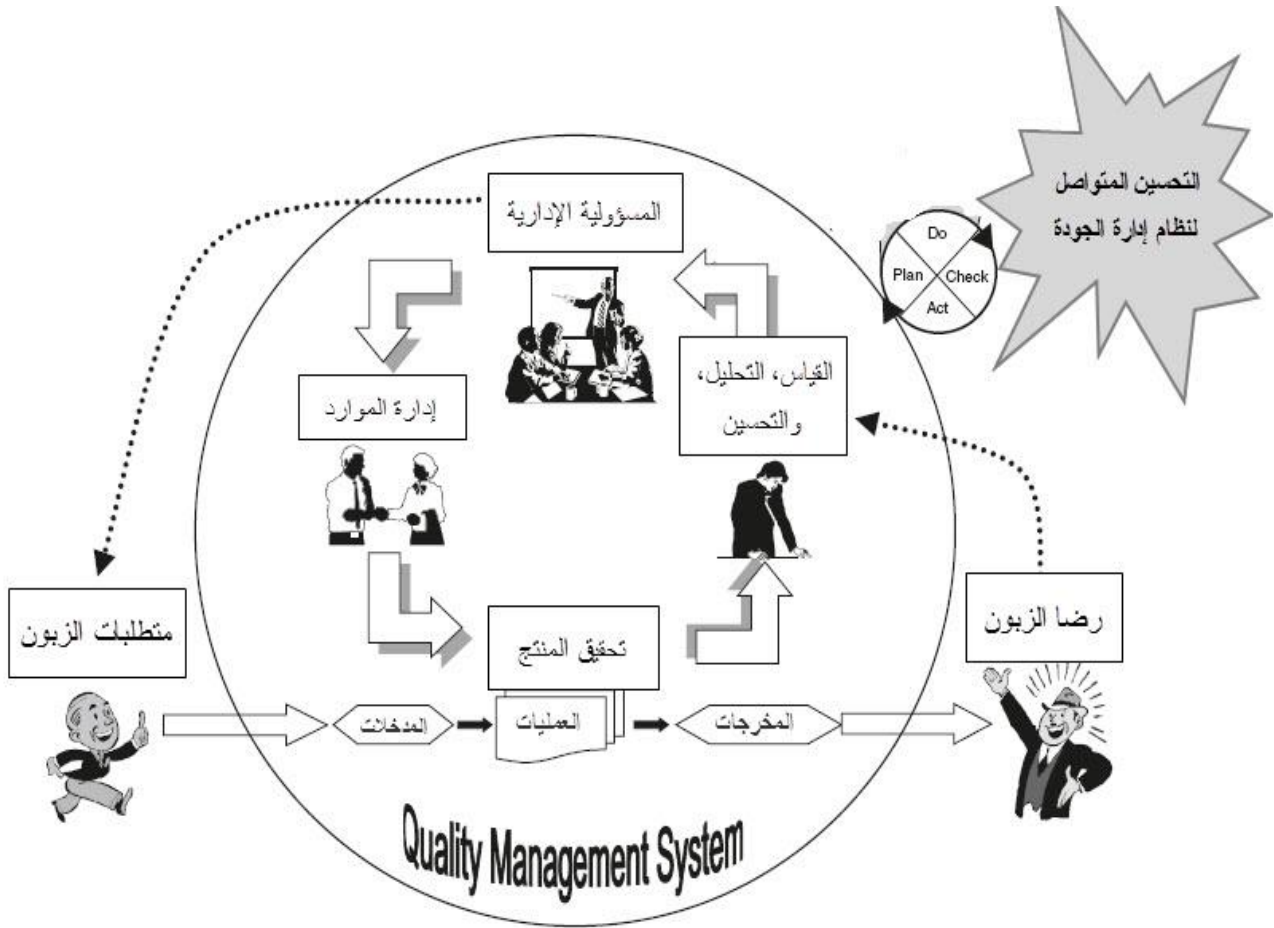 التحسين المتواصل
لنظام إدارة الجودة
Do
Plan
Check
Act
المسؤولية الإدارية
القياس، التحليل،
والتحسين
إدارة الموارد
متطلبات الزبون
رضا الزبون
تحقيق المنتج
المدخلات
العمليات
المخرجات
Quality Management System